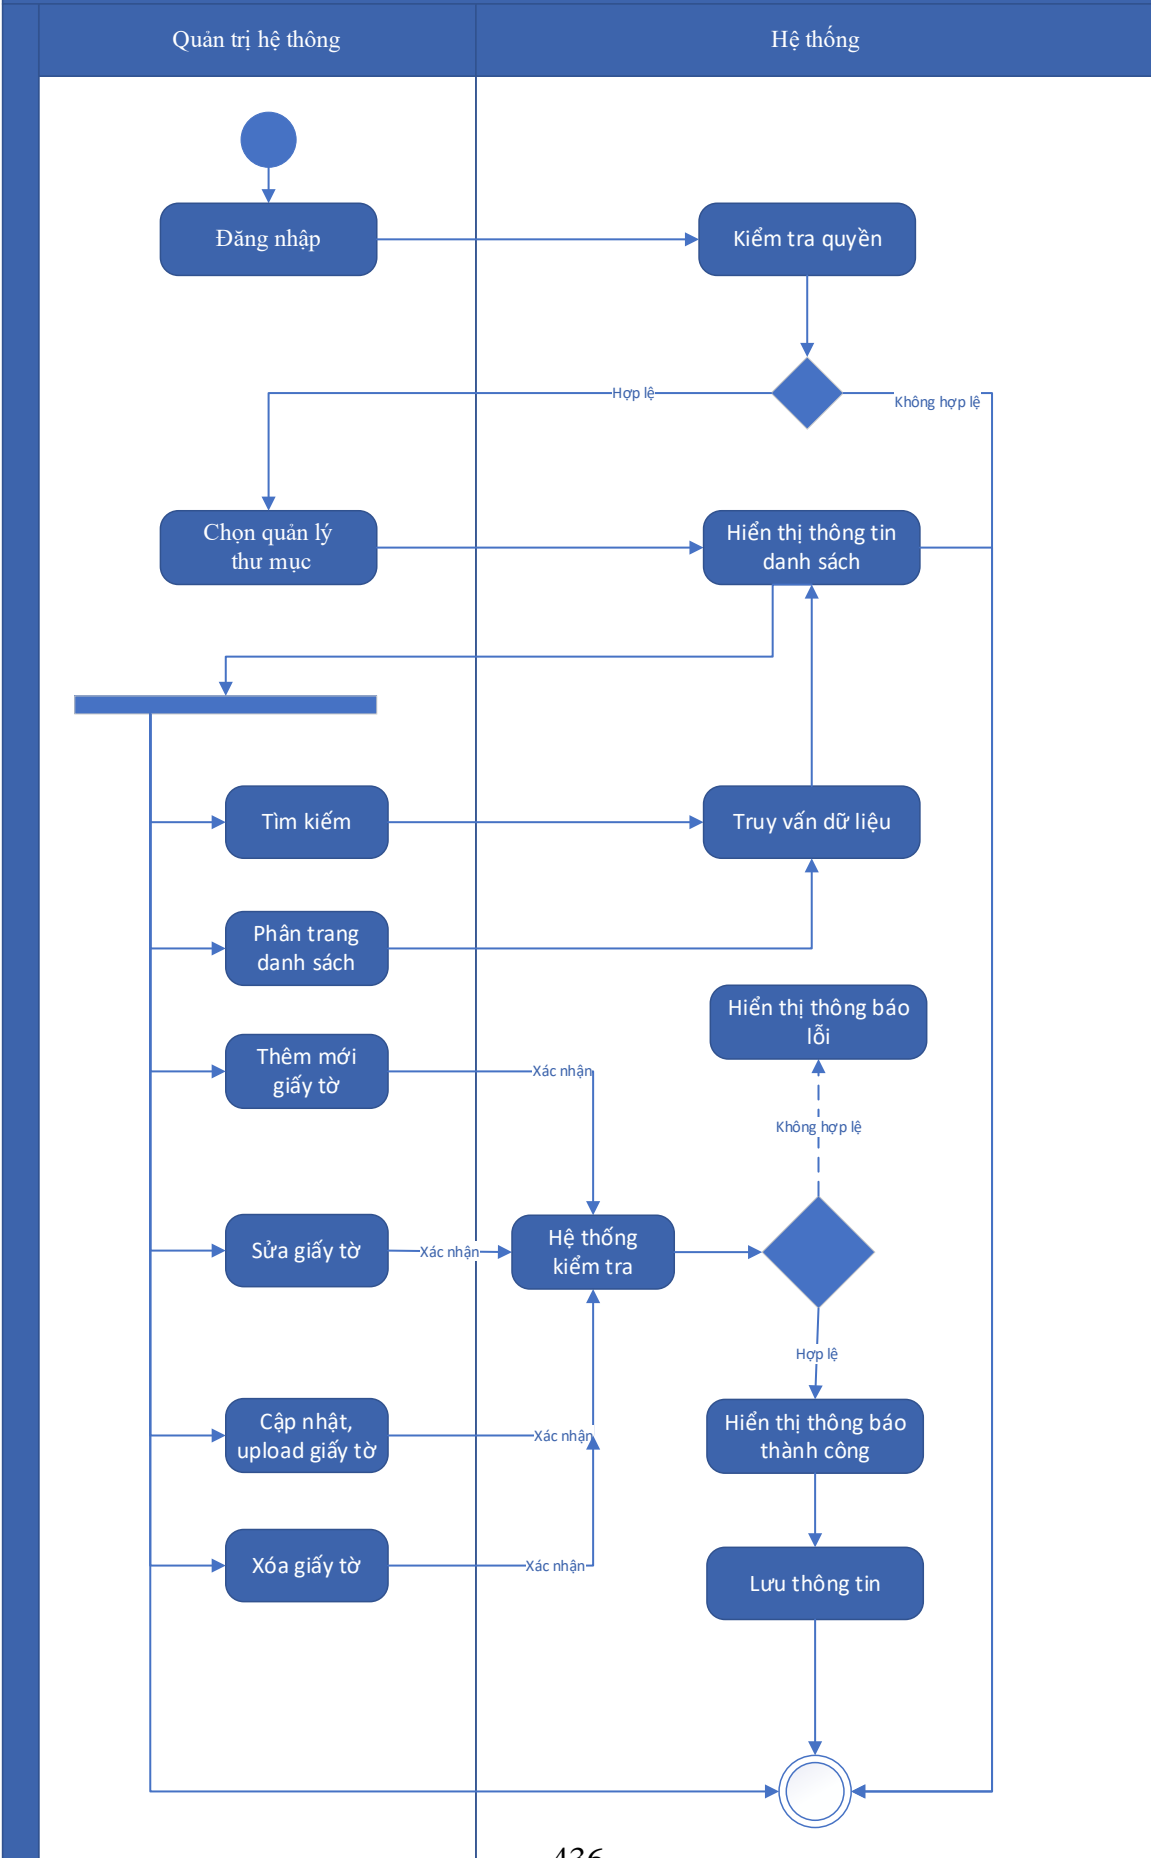 Quản trị hệ thông
Hệ thống
Đăng nhập
Kiểm tra quyền
Hợp lệ
Không hợp lệ
Chọn quản lý
thư mục
Hiển thị thông tin
danh sách
Tìm kiếm
Truy vấn dữ liệu
Phân trang
danh sách
Hiển thị thông báo
lỗi
Thêm mới
giấy tờ
Xác nhận
Không hợp lệ
Sửa giấy tờ
Xác nhận
Hệ thống
kiểm tra
Hợp lệ
Cập nhật,
upload giấy tờ
Xác nhận
Hiển thị thông báo
thành công
Xóa giấy tờ
Xác nhận
Lưu thông tin
436